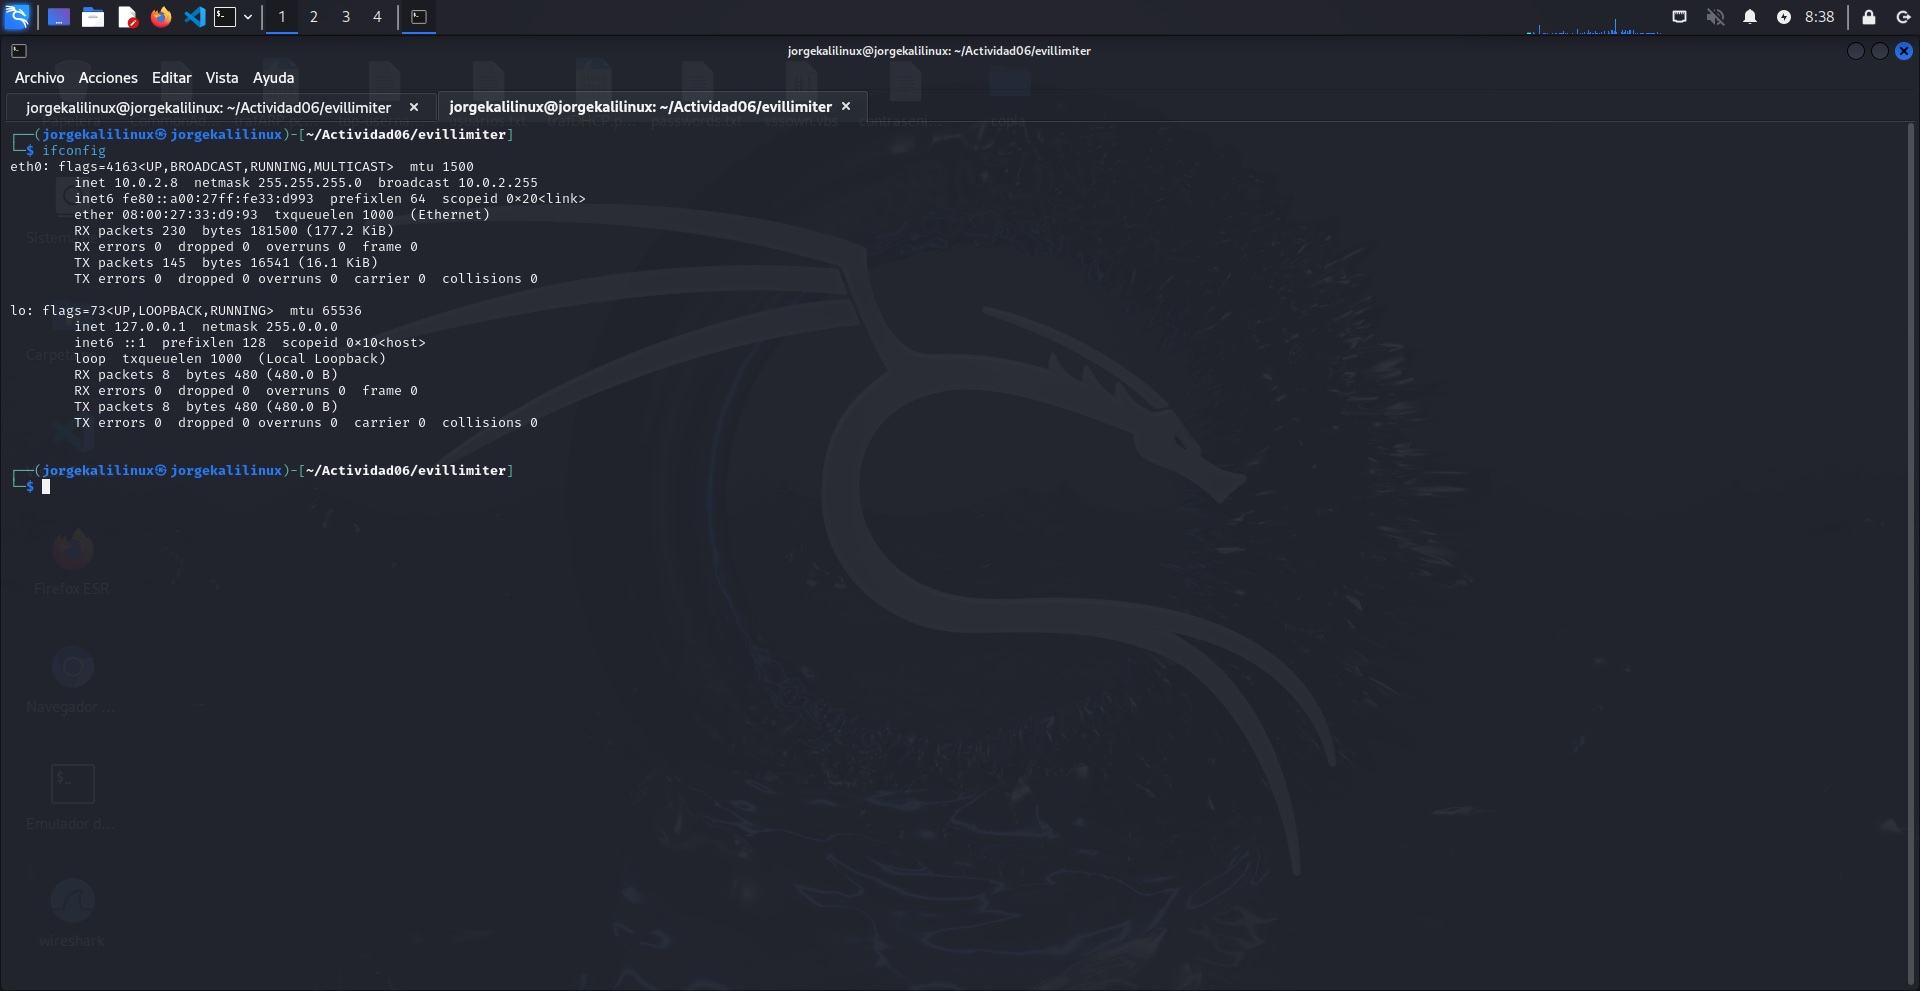 1 2 3 4 8:38
jorgekalilinux@jorgekalilinux: ~/Actividad06/evillimiter
Archivo Acciones Editar Vista Ayuda
jorgekalilinux@jorgekalilinux: ~/Actividad06/evillimiter × jorgekalilinux@jorgekalilinux: ~/Actividad06/evillimiter ×
┌──(jorgekalilinux㉿jorgekalilinux)-[~/Actividad06/evillimiter]
└─$ ifconfig
eth0: flags=4163<UP,BROADCAST,RUNNING,MULTICAST>  mtu 1500
        inet 10.0.2.8  netmask 255.255.255.0  broadcast 10.0.2.255
        inet6 fe80::a00:27ff:fe33:d993  prefixlen 64  scopeid 0×20<link>
        ether 08:00:27:33:d9:93  txqueuelen 1000  (Ethernet)
        RX packets 230  bytes 181500 (177.2 KiB)
        RX errors 0  dropped 0  overruns 0  frame 0
        TX packets 145  bytes 16541 (16.1 KiB)
        TX errors 0  dropped 0 overruns 0  carrier 0  collisions 0
lo: flags=73<UP,LOOPBACK,RUNNING>  mtu 65536
        inet 127.0.0.1  netmask 255.0.0.0
        inet6 ::1  prefixlen 128  scopeid 0×10<host>
        loop  txqueuelen 1000  (Local Loopback)
        RX packets 8  bytes 480 (480.0 B)
        RX errors 0  dropped 0  overruns 0  frame 0
        TX packets 8  bytes 480 (480.0 B)
        TX errors 0  dropped 0 overruns 0  carrier 0  collisions 0
┌──(jorgekalilinux㉿jorgekalilinux)-[~/Actividad06/evillimiter]
└─$
Firefox ESR
Navegador ...
Emulador d...
wireshark